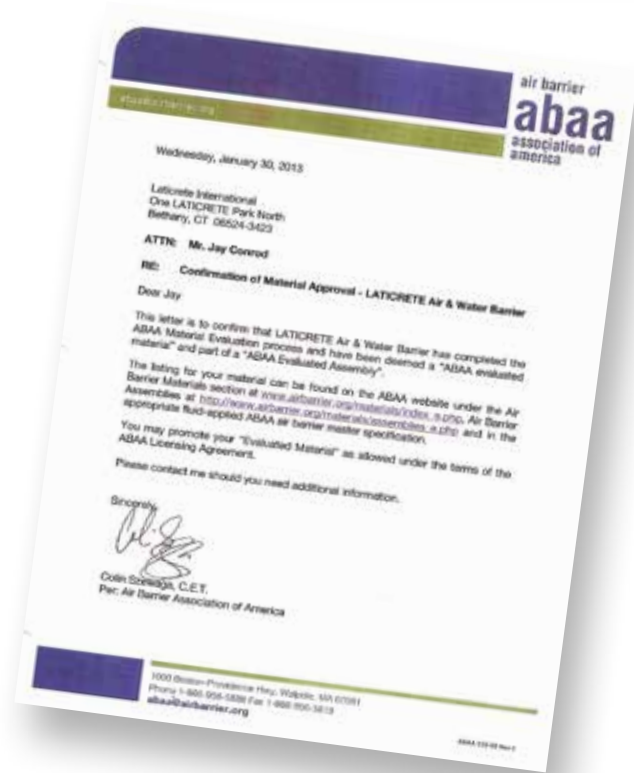 air barrier
abaa
association of
america
Wednesday, January 30, 2013
Laticrete International
One LATICRETE Park North
Bethany, CT 06524-3423
ATTN: Mr. Jay Conrod
RE: Confirmation of Material Approval - LATICRETE Air & Water Barrier
Dear Jay
This letter is to confirm that LATICRETE Air & Water Barrier has completed the
ABAA Material Evaluation process and have been deemed a "ABAA evaluated
material" and part of a "ABAA Evaluated Assembly".
The listing for your material can be found on the ABAA website under the Air
Barrier Materials section at www.airbarrier.org/materials/index_e.php, Air Barrier
Assemblies at http://www.airbarrier.org/materials/assemblies_e.php and in the
appropriate fluid-applied ABAA air barrier master specification.
You may promote your "Evaluated Material" as allowed under the terms of the
ABAA Licensing Agreement.
Please contact me should you need additional information.
Sincerely,
Colin C.E.T.
Per: Air Barrier Association of America
1000 Boston-Providence Hwy, Walpole, MA
Phone Fax
abaa@airbarrier.org